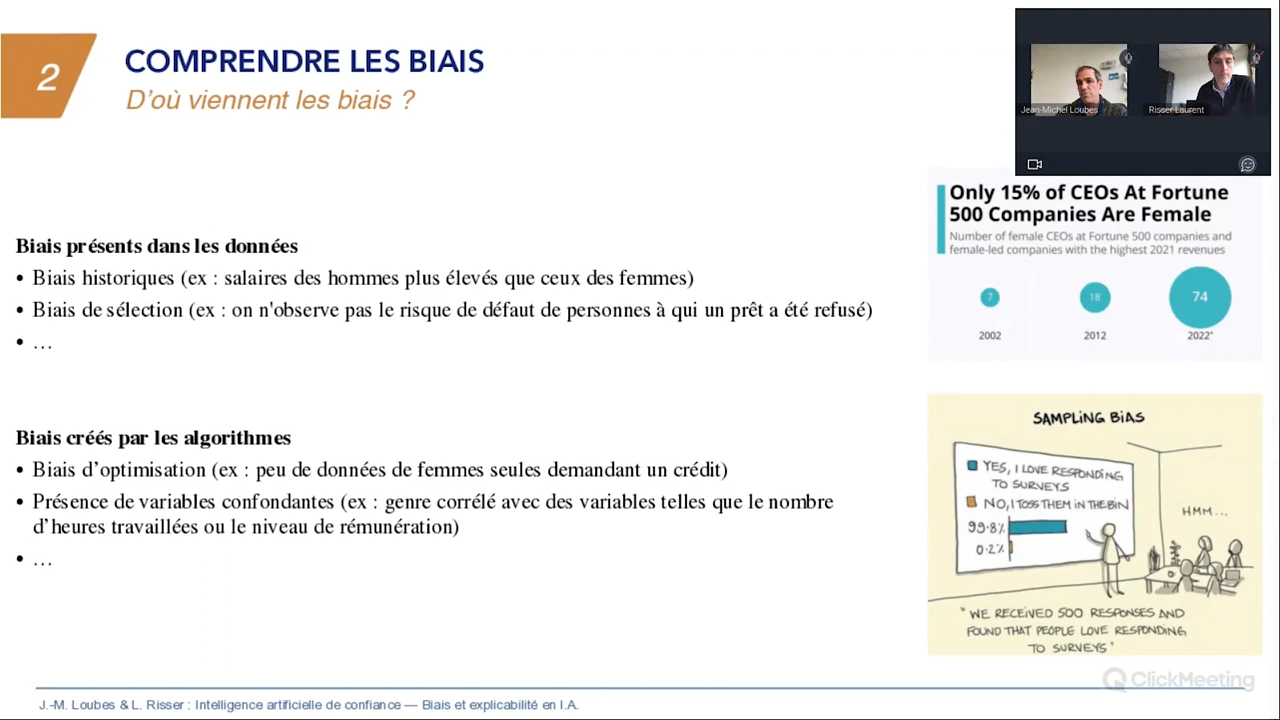 2
COMPRENDRE LES BIAIS
D'où viennent les biais ?
Jean-Michel Loubes
Risser Laurent
Biais présents dans les données
• Biais historiques (ex : salaires des hommes plus élevés que ceux des femmes)
• Biais de sélection (ex : on n'observe pas le risque de défaut de personnes à qui un prêt a été refusé)
• …
Biais créés par les algorithmes
• Biais d'optimisation (ex : peu de données de femmes seules demandant un crédit)
• Présence de variables confondantes (ex : genre corrélé avec des variables telles que le nombre
d'heures travaillées ou le niveau de rémunération)
• …
Only 15% of CEOs At Fortune
500 Companies Are Female
Number of female CEOs at Fortune 500 companies and
female-led companies with the highest 2021 revenues
7
18
74
2002
2012
2022*
SAMPLING BIAS
YES, I LOVE RESPONDING
TO SURVEYS
NO, I TOSS THEM IN THE BIN
99.8%
0.2%
HMM...
"WE RECEIVED 500 RESPONSES AND
FOUND THAT PEOPLE LOVE RESPONDING
TO SURVEYS"
ClickMeeting
J.-M. Loubes & L. Risser : Intelligence artificielle de confiance — Biais et explicabilité en I.A.